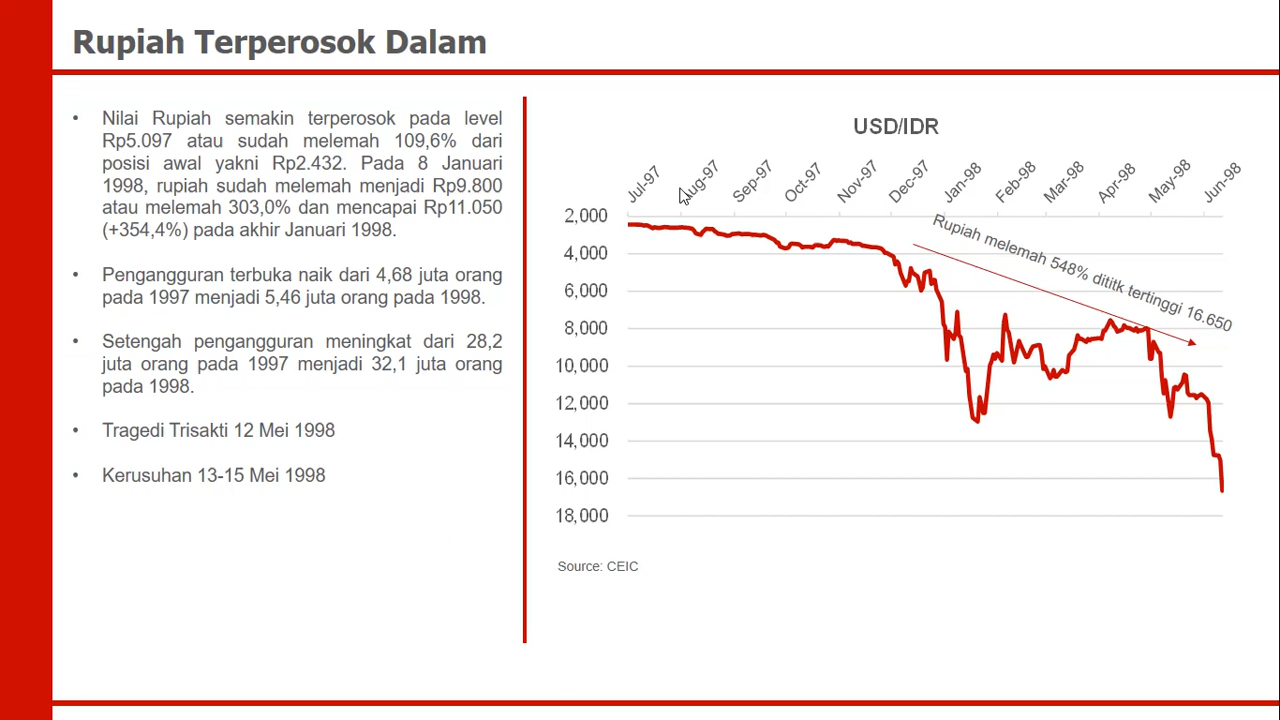 Rupiah Terperosok Dalam
• Nilai Rupiah semakin terperosok pada level
Rp5.097 atau sudah melemah 109,6% dari
posisi awal yakni Rp2.432. Pada 8 Januari
1998, rupiah sudah melemah menjadi Rp9.800
atau melemah 303,0% dan mencapai Rp11.050
(+354,4%) pada akhir Januari 1998.
• Pengangguran terbuka naik dari 4,68 juta orang
pada 1997 menjadi 5,46 juta orang pada 1998.
• Setengah pengangguran meningkat dari 28,2
juta orang pada 1997 menjadi 32,1 juta orang
pada 1998.
• Tragedi Trisakti 12 Mei 1998
• Kerusuhan 13-15 Mei 1998
USD/IDR
Jul-97
Aug-97
Sep-97
Oct-97
Nov-97
Dec-97
Jan-98
Feb-98
Mar-98
Apr-98
May-98
Jun-98
2,000
4,000
6,000
8,000
10,000
12,000
14,000
16,000
18,000
Rupiah melemah 548% dititk tertinggi 16.650
Source: CEIC